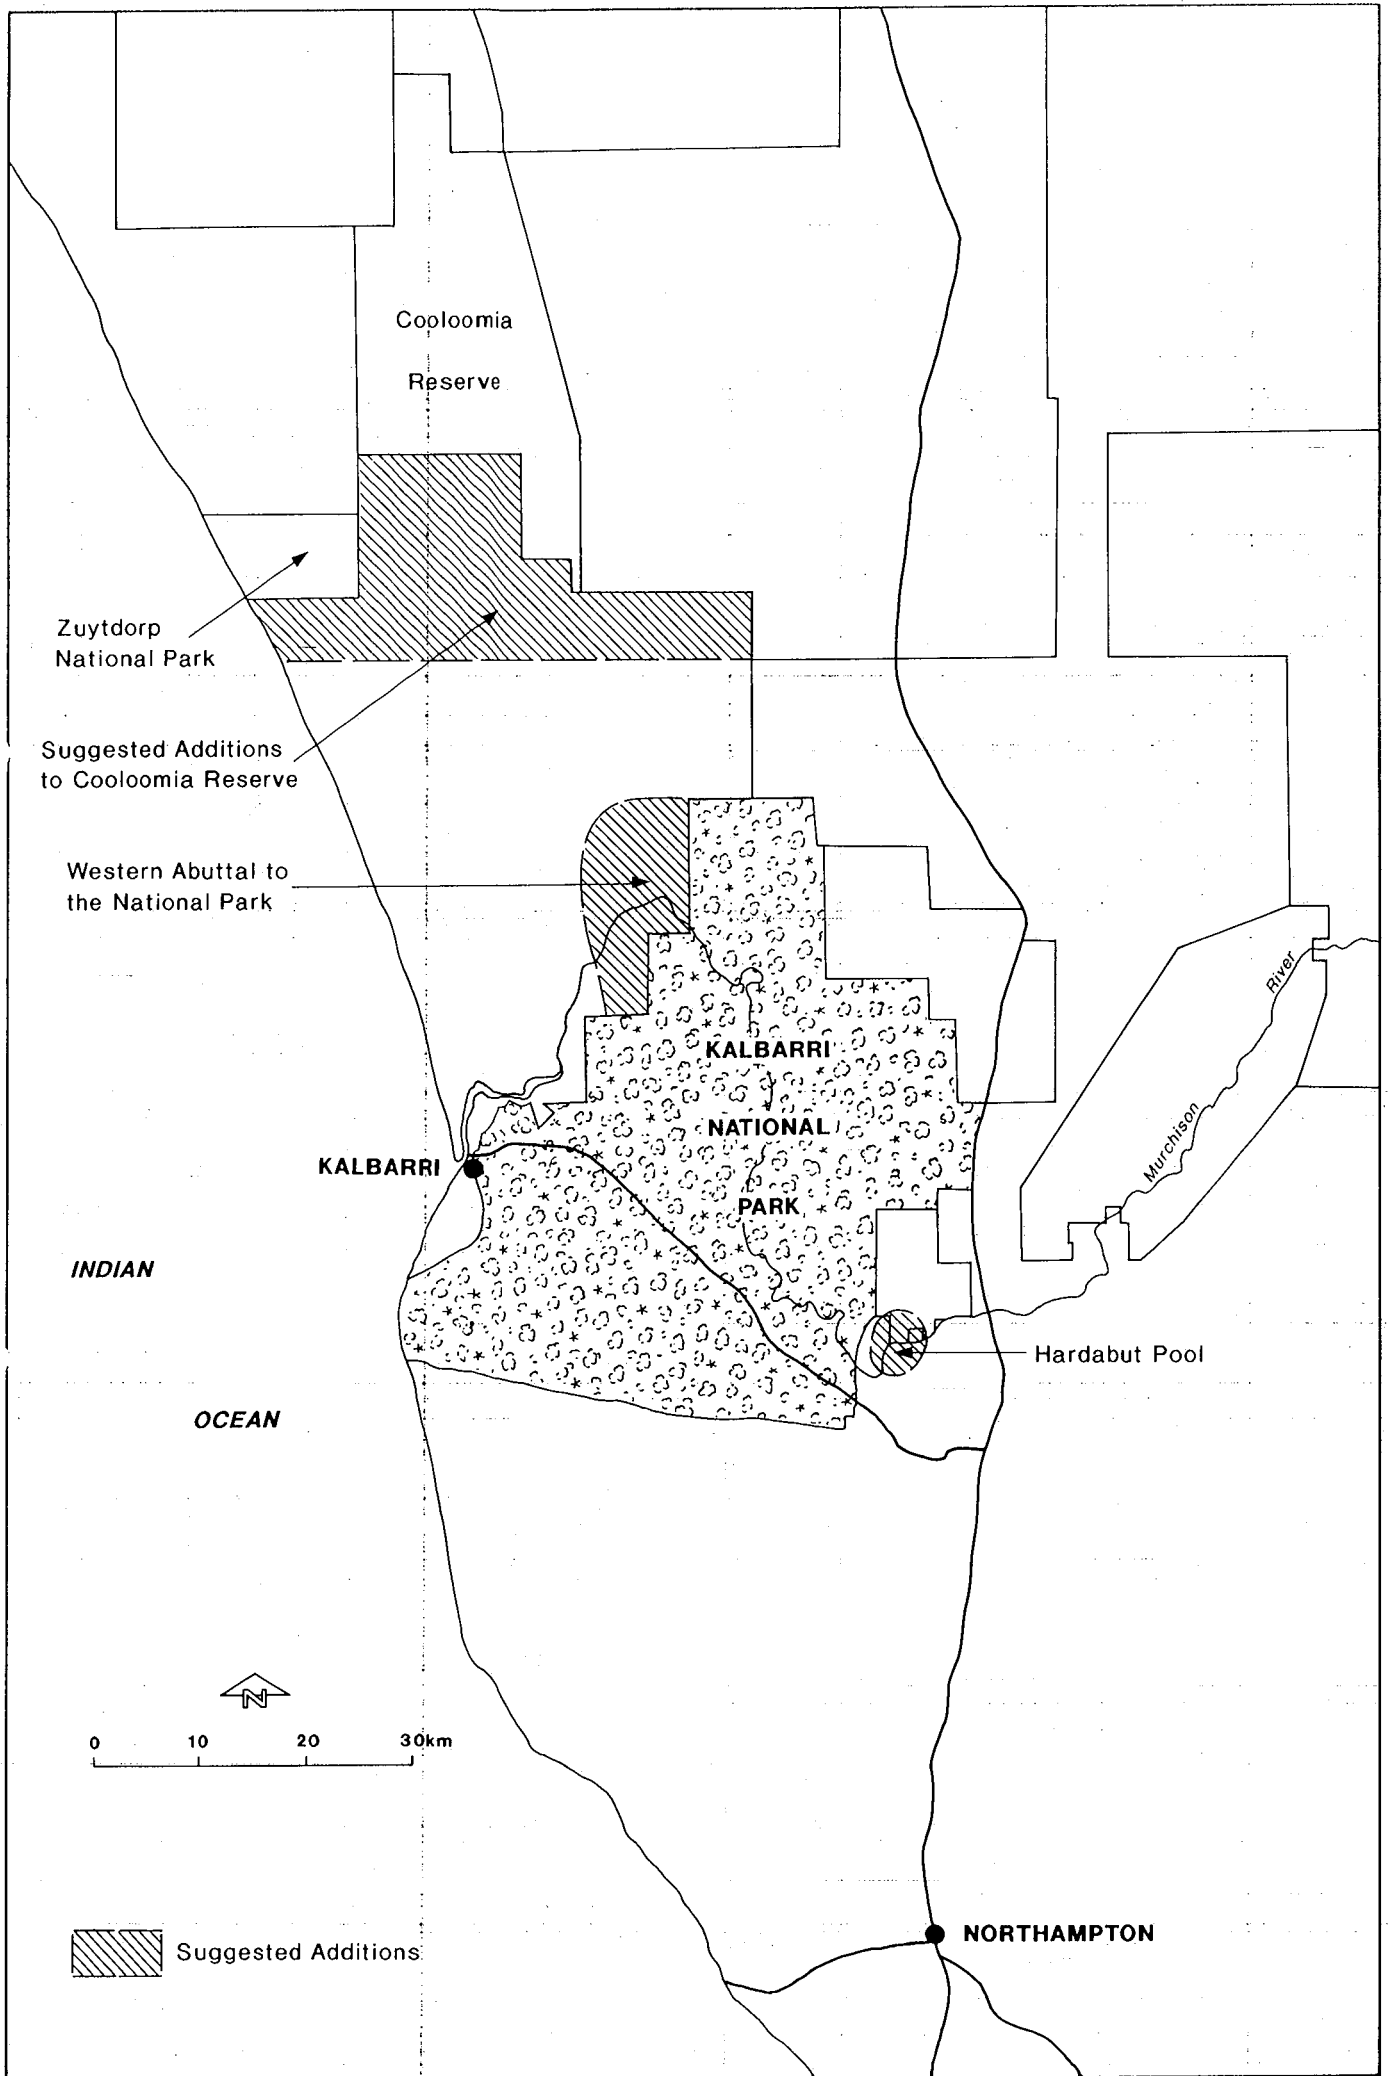 Cooloomia
Reserve
Zuytdorp
National Park
Suggested Additions
to Cooloomia Reserve
Western Abuttal to
the National Park
River
KALBARRI
Murchison
NATIONAL
KALBARRI
PARK
INDIAN
Hardabut Pool
OCEAN
N
0 10 20 30km
NORTHAMPTON
Suggested Additions